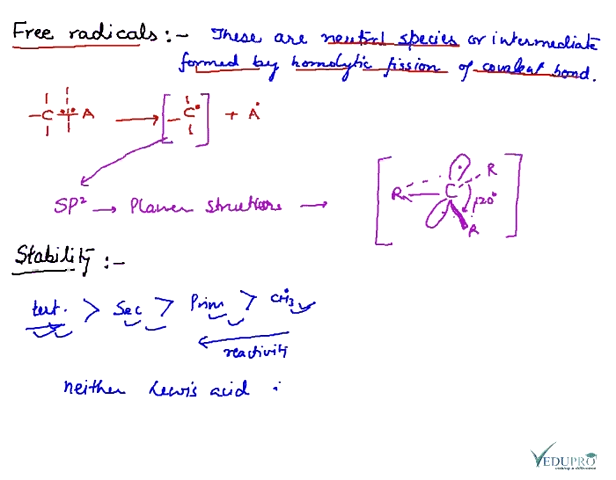 Free radicals :- These are neutral species or intermediate
formed by homolytic fission of covalent bond.
-C-A → [-C•] + A•
SP² → Planer structure →
R C R 120° R
Stability :-
tert. > Sec > Prim > CH₃
reactivity
neither Lewis acid
VEDUPRO